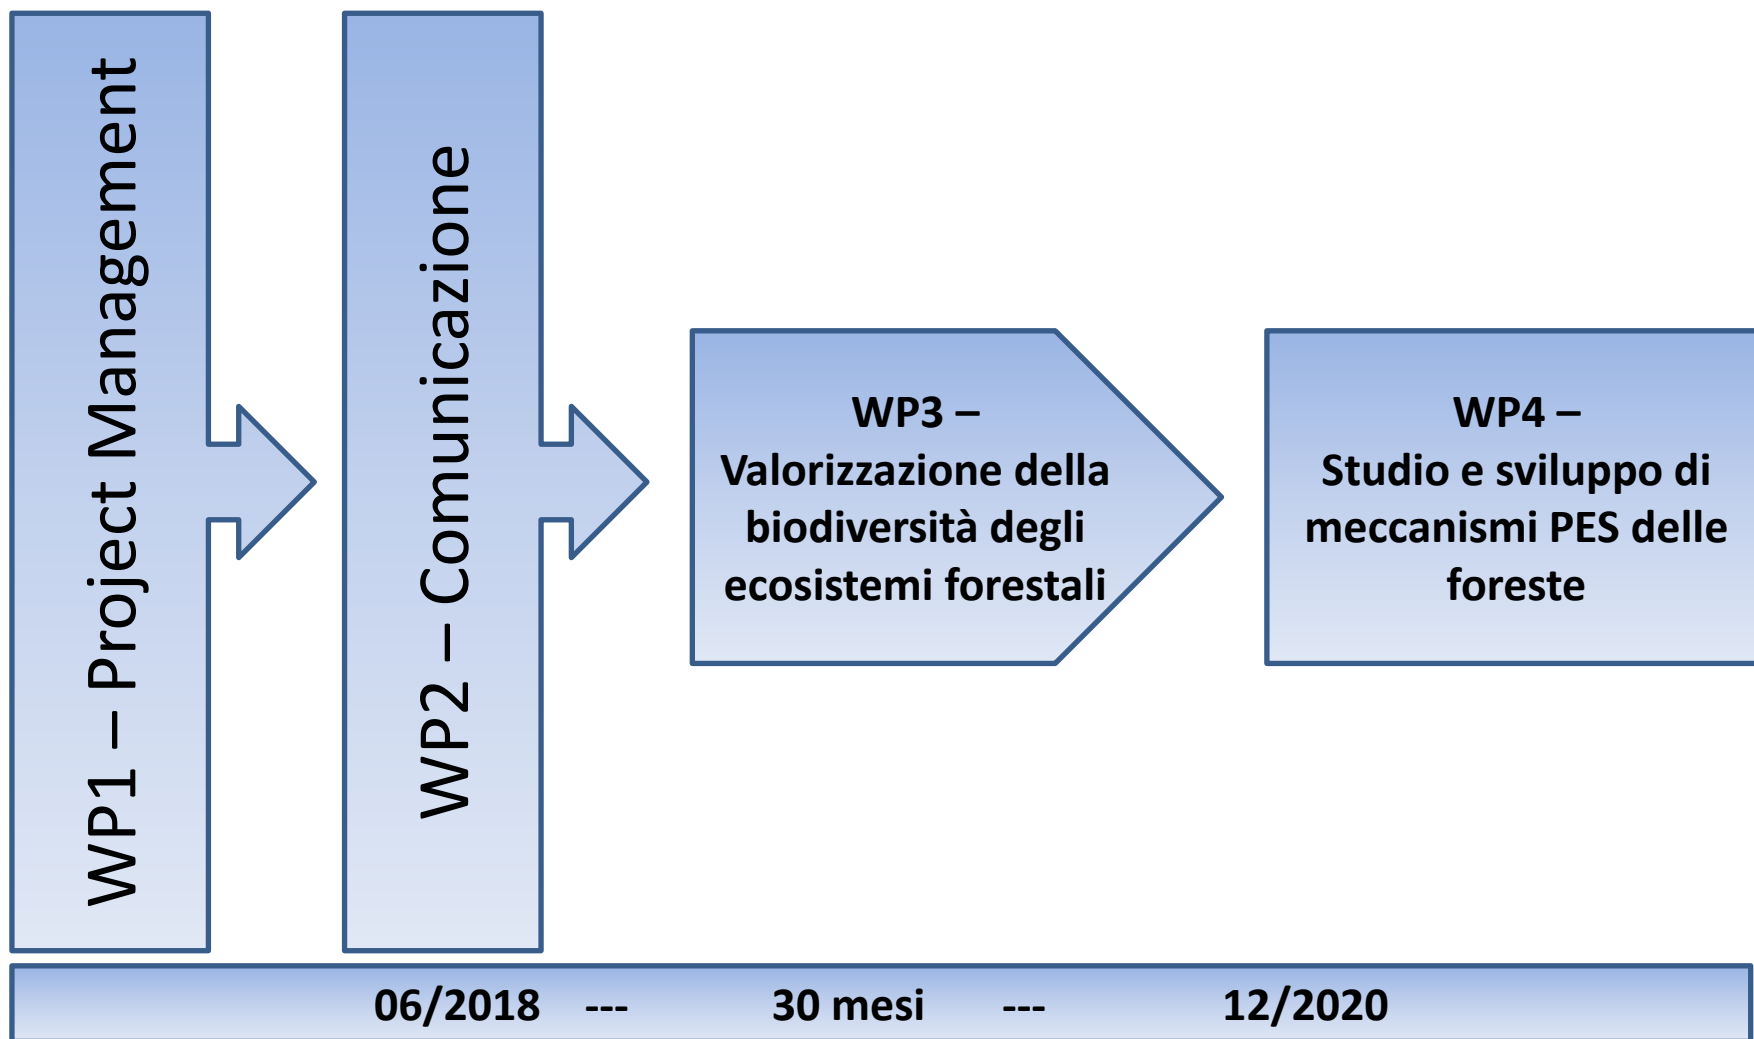 WP1 – Project Management
WP2 – Comunicazione
WP3 –
Valorizzazione della
biodiversità degli
ecosistemi forestali
WP4 –
Studio e sviluppo di
meccanismi PES delle
foreste
06/2018 --- 30 mesi --- 12/2020